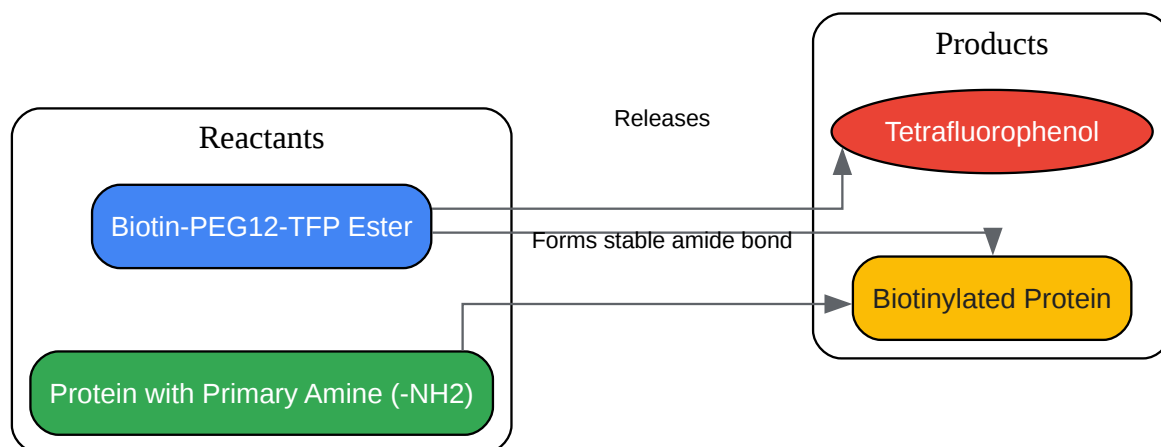 Products
Tetrafluorophenol
Releases
Reactants
Biotin-PEG12-TFP Ester
Forms stable amide bond
Biotinylated Protein
Protein with Primary Amine (-NH2)